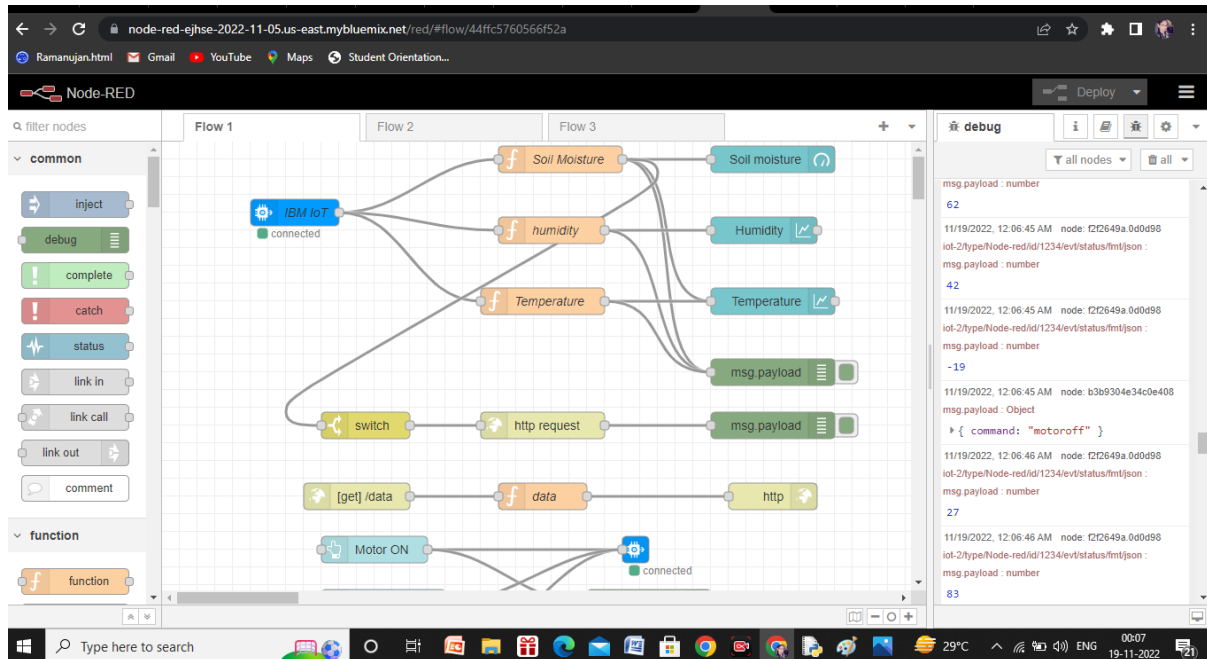 node-red-ejhse-2022-11-05.us-east.mybluemix.net/red/#flow/44ffc5760566f52a
Ramanujan.html Gmail YouTube Maps Student Orientation...
Node-RED
Deploy
filter nodes
Flow 1 Flow 2 Flow 3
debug
i
common
all nodes all
inject
debug
complete
catch
status
link in
link call
link out
comment
function
function
Soil Moisture
Soil moisture
IBM IoT
connected
humidity
Humidity
Temperature
Temperature
msg.payload
switch
http request
msg.payload
[get] /data
data
http
Motor ON
connected
msg.payload : number
62
11/19/2022, 12:06:45 AM node: f2f2649a.0d0d98
iot-2/type/Node-red/id/1234/evt/status/fmt/json :
msg.payload : number
42
11/19/2022, 12:06:45 AM node: f2f2649a.0d0d98
iot-2/type/Node-red/id/1234/evt/status/fmt/json :
msg.payload : number
-19
11/19/2022, 12:06:45 AM node: b3b9304e34c0e408
msg.payload : Object
{ command: "motoroff" }
11/19/2022, 12:06:46 AM node: f2f2649a.0d0d98
iot-2/type/Node-red/id/1234/evt/status/fmt/json :
msg.payload : number
27
11/19/2022, 12:06:46 AM node: f2f2649a.0d0d98
iot-2/type/Node-red/id/1234/evt/status/fmt/json :
msg.payload : number
83
Type here to search
29°C
ENG
00:07
19-11-2022
21